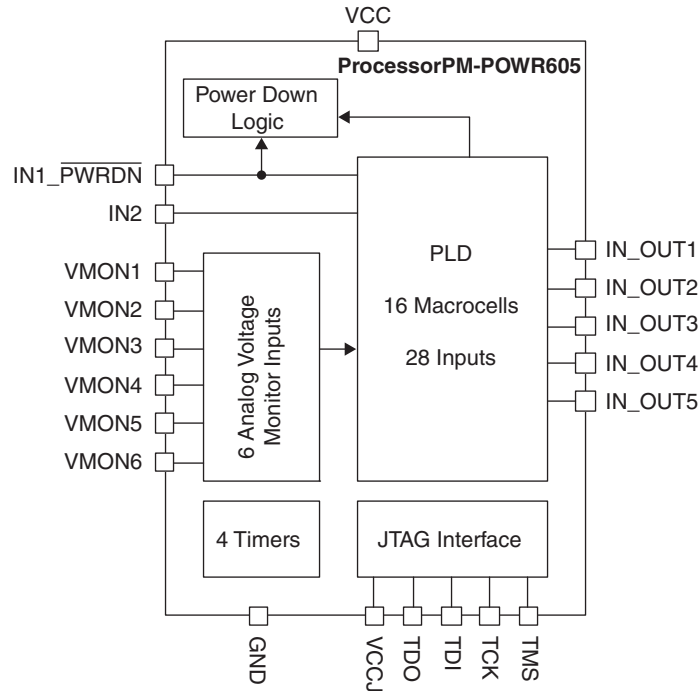 VCC
ProcessorPM-POWR605
Power Down
Logic
IN1_PWRDN
IN2
VMON1
VMON2
VMON3
VMON4
VMON5
VMON6
6 Analog Voltage
Monitor Inputs
PLD
16 Macrocells
28 Inputs
IN_OUT1
IN_OUT2
IN_OUT3
IN_OUT4
IN_OUT5
4 Timers
JTAG Interface
GND
VCCJ
TDO
TDI
TCK
TMS